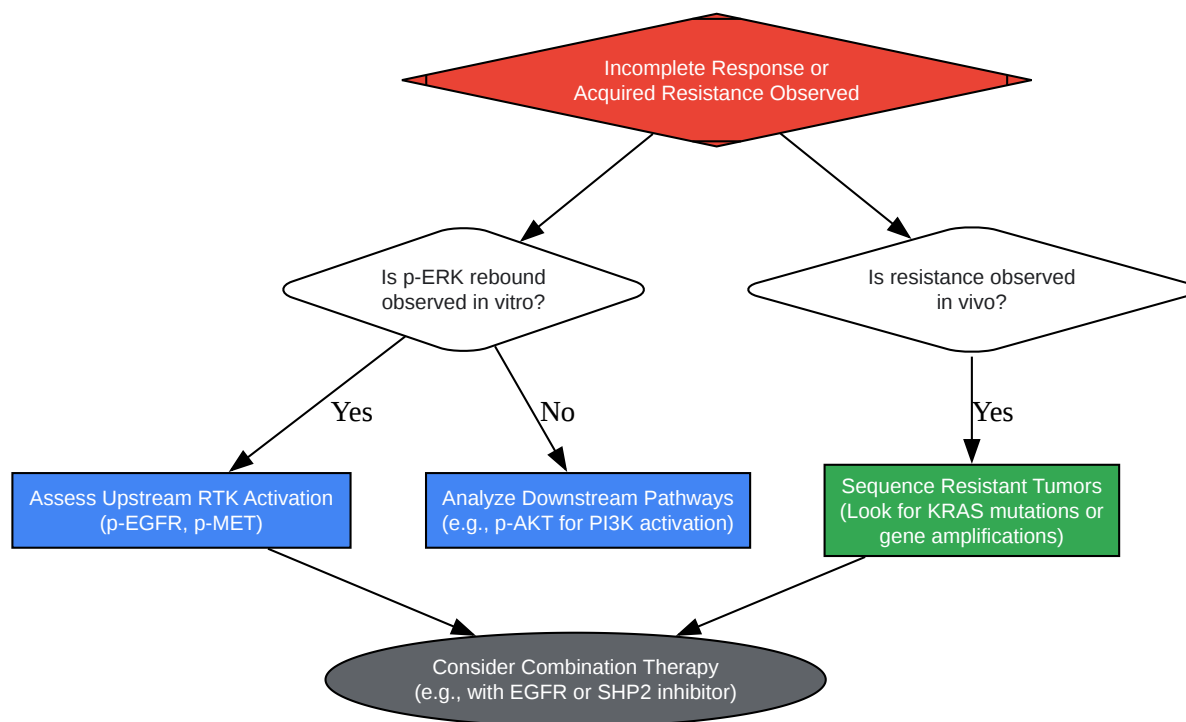 Incomplete Response or
Acquired Resistance Observed
Is p-ERK rebound
observed in vitro?
Is resistance observed
in vivo?
Yes
No
Yes
Assess Upstream RTK Activation
(p-EGFR, p-MET)
Analyze Downstream Pathways
(e.g., p-AKT for PI3K activation)
Sequence Resistant Tumors
(Look for KRAS mutations or
gene amplifications)
Consider Combination Therapy
(e.g., with EGFR or SHP2 inhibitor)